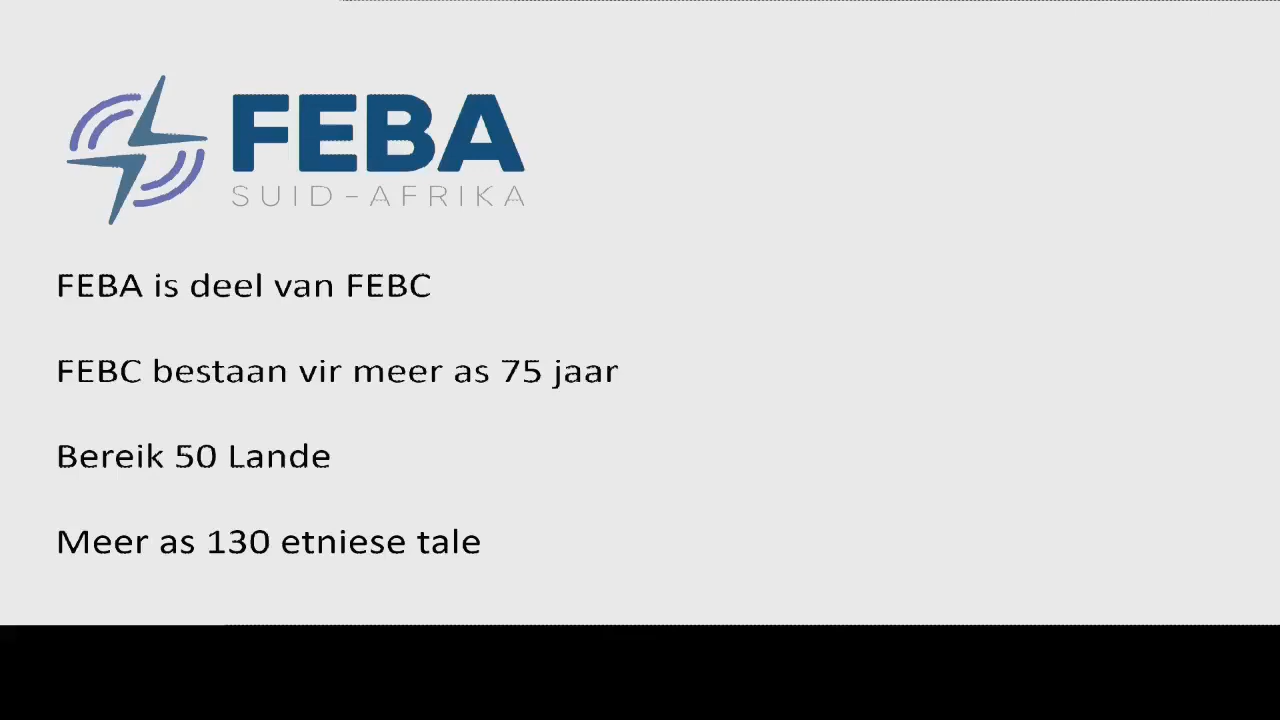 FEBA
SUID-AFRIKA
FEBA is deel van FEBC
FEBC bestaan vir meer as 75 jaar
Bereik 50 Lande
Meer as 130 etniese tale